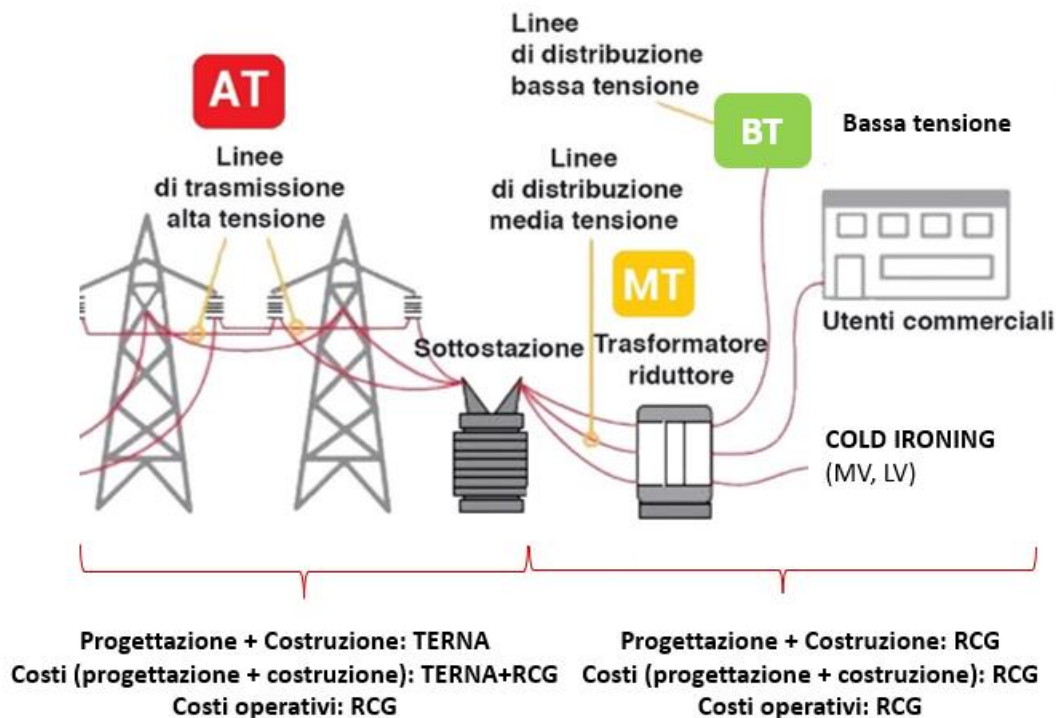 AT
Linee
di trasmissione
alta tensione
Linee
di distribuzione
bassa tensione
BT
Bassa tensione
Linee
di distribuzione
media tensione
MT
Sottostazione
Trasformatore
riduttore
Utenti commerciali
COLD IRONING
(MV, LV)
Progettazione + Costruzione: TERNA
Costi (progettazione + costruzione): TERNA+RCG
Costi operativi: RCG
Progettazione + Costruzione: RCG
Costi (progettazione + costruzione): RCG
Costi operativi: RCG